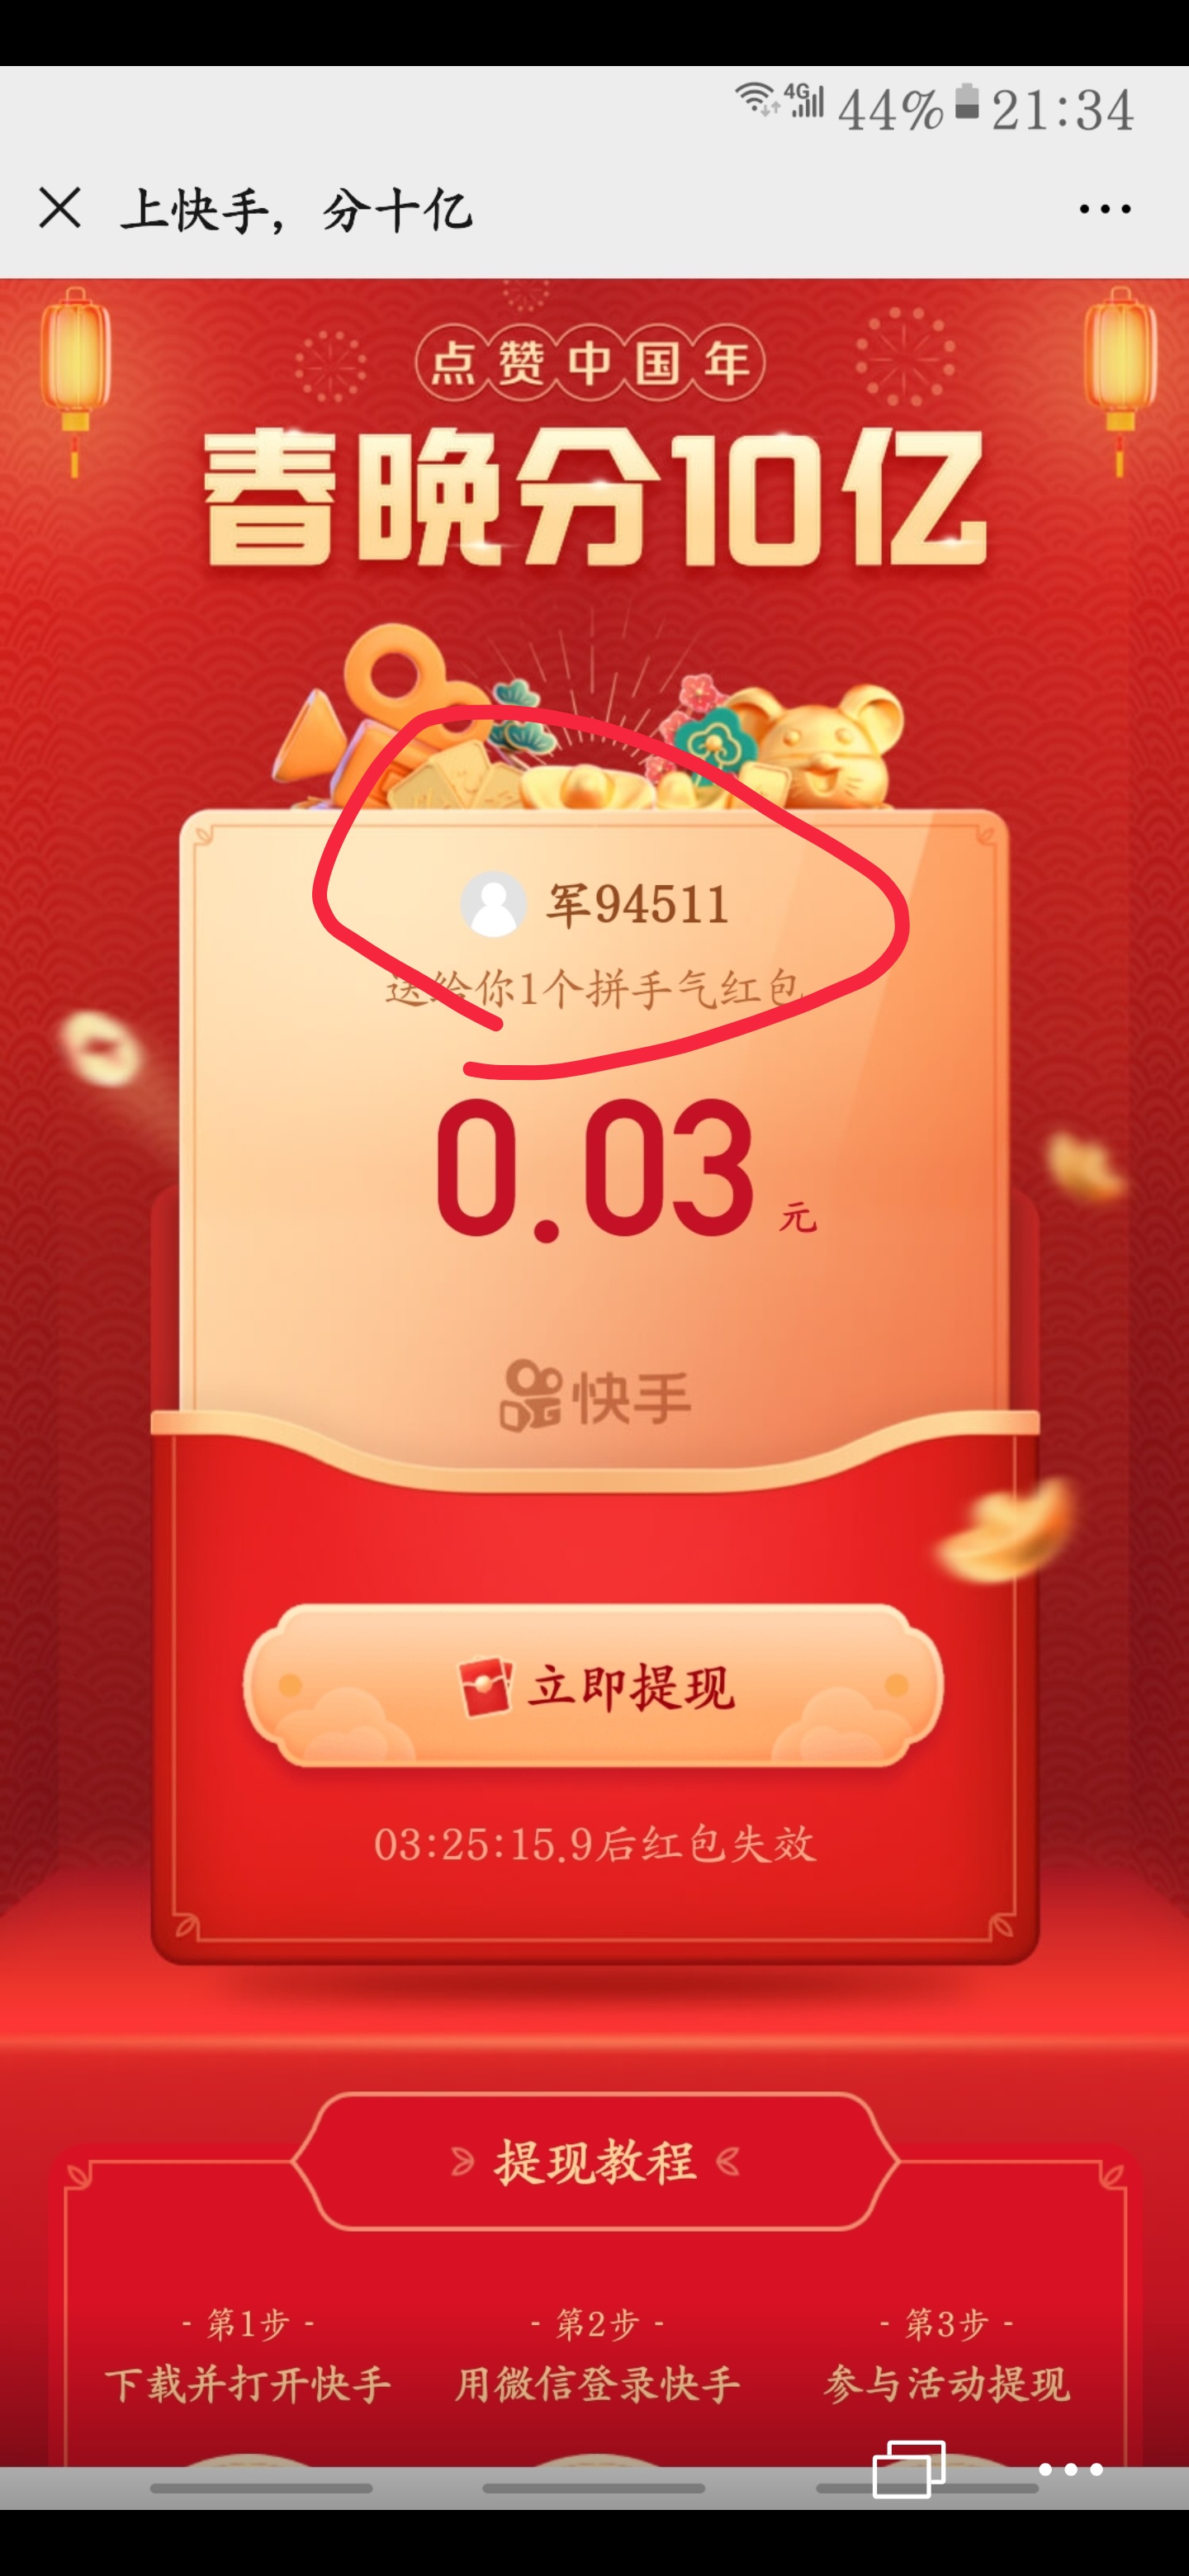 44% 21:34
上快手，分十亿
点赞中国年
春晚分10亿
军94511
送给你1个拼手气红包
0.03元
快手
立即提现
03:25:15.9后红包失效
提现教程
- 第1步 - - 第2步 - - 第3步 -
下载并打开快手 用微信登录快手 参与活动提现